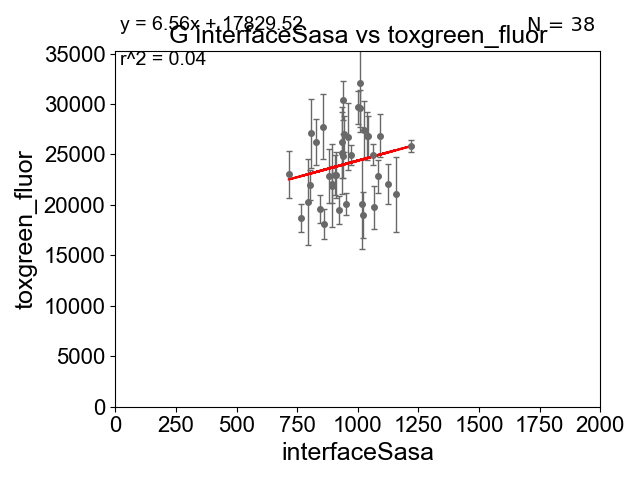 y = 6.56x + 17829.52
N = 38
G interfaceSasa vs toxgreen_fluor
r^2 = 0.04
35000
30000
25000
20000
15000
10000
5000
0
toxgreen_fluor
0 250 500 750 1000 1250 1500 1750 2000
interfaceSasa